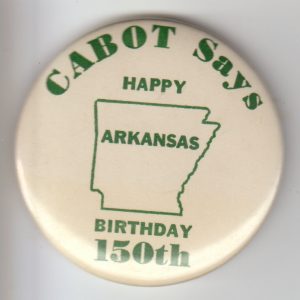 CABOT Says
HAPPY
ARKANSAS
BIRTHDAY
150th